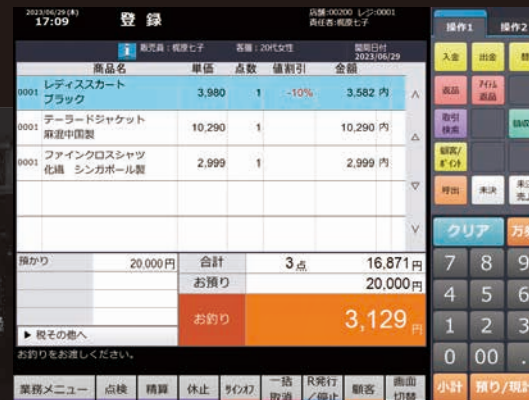 2023/06/29(木)
17:09
登 録
店舗:00200 レジ:0001
責任者:梶原七子
i 販売員：梶原七子 客層：20代女性 開局日付
2023/06/29
商品名 単価 点数 値割引 金額
0001 レディススカート
ブラック 3,980 1 -10% 3,582 内
0001 テーラードジャケット
麻混中国製 10,290 1 10,290 内
0001 ファインクロスシャツ
化繊 シンガポール製 2,999 1 2,999 内
預かり 20,000円
合計 3点 16,871円
お預り 20,000円
お釣り 3,129円
▶ 税その他へ
お釣りをお渡しください。
業務メニュー 点検 精算 休止 サインオフ 一括取消 R発行/停止 顧客 画面切替
操作1 操作2
入金 出金
返品 アイテム返品
取引検索
顧客/ポイント
呼出 未決
クリア 万券
7 8 9
4 5 6
1 2 3
0 00 .
小計 預り/現計